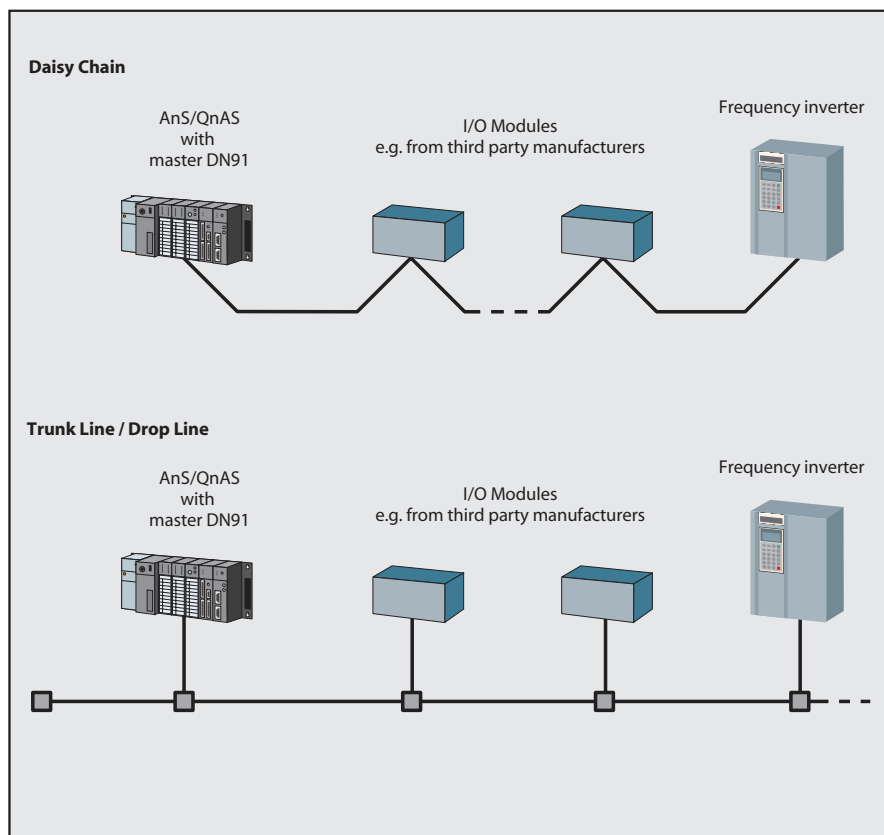 Daisy Chain
AnS/QnAS
with
master DN91
I/O Modules
e.g. from third party manufacturers
Frequency inverter
Trunk Line / Drop Line
AnS/QnAS
with
master DN91
I/O Modules
e.g. from third party manufacturers
Frequency inverter